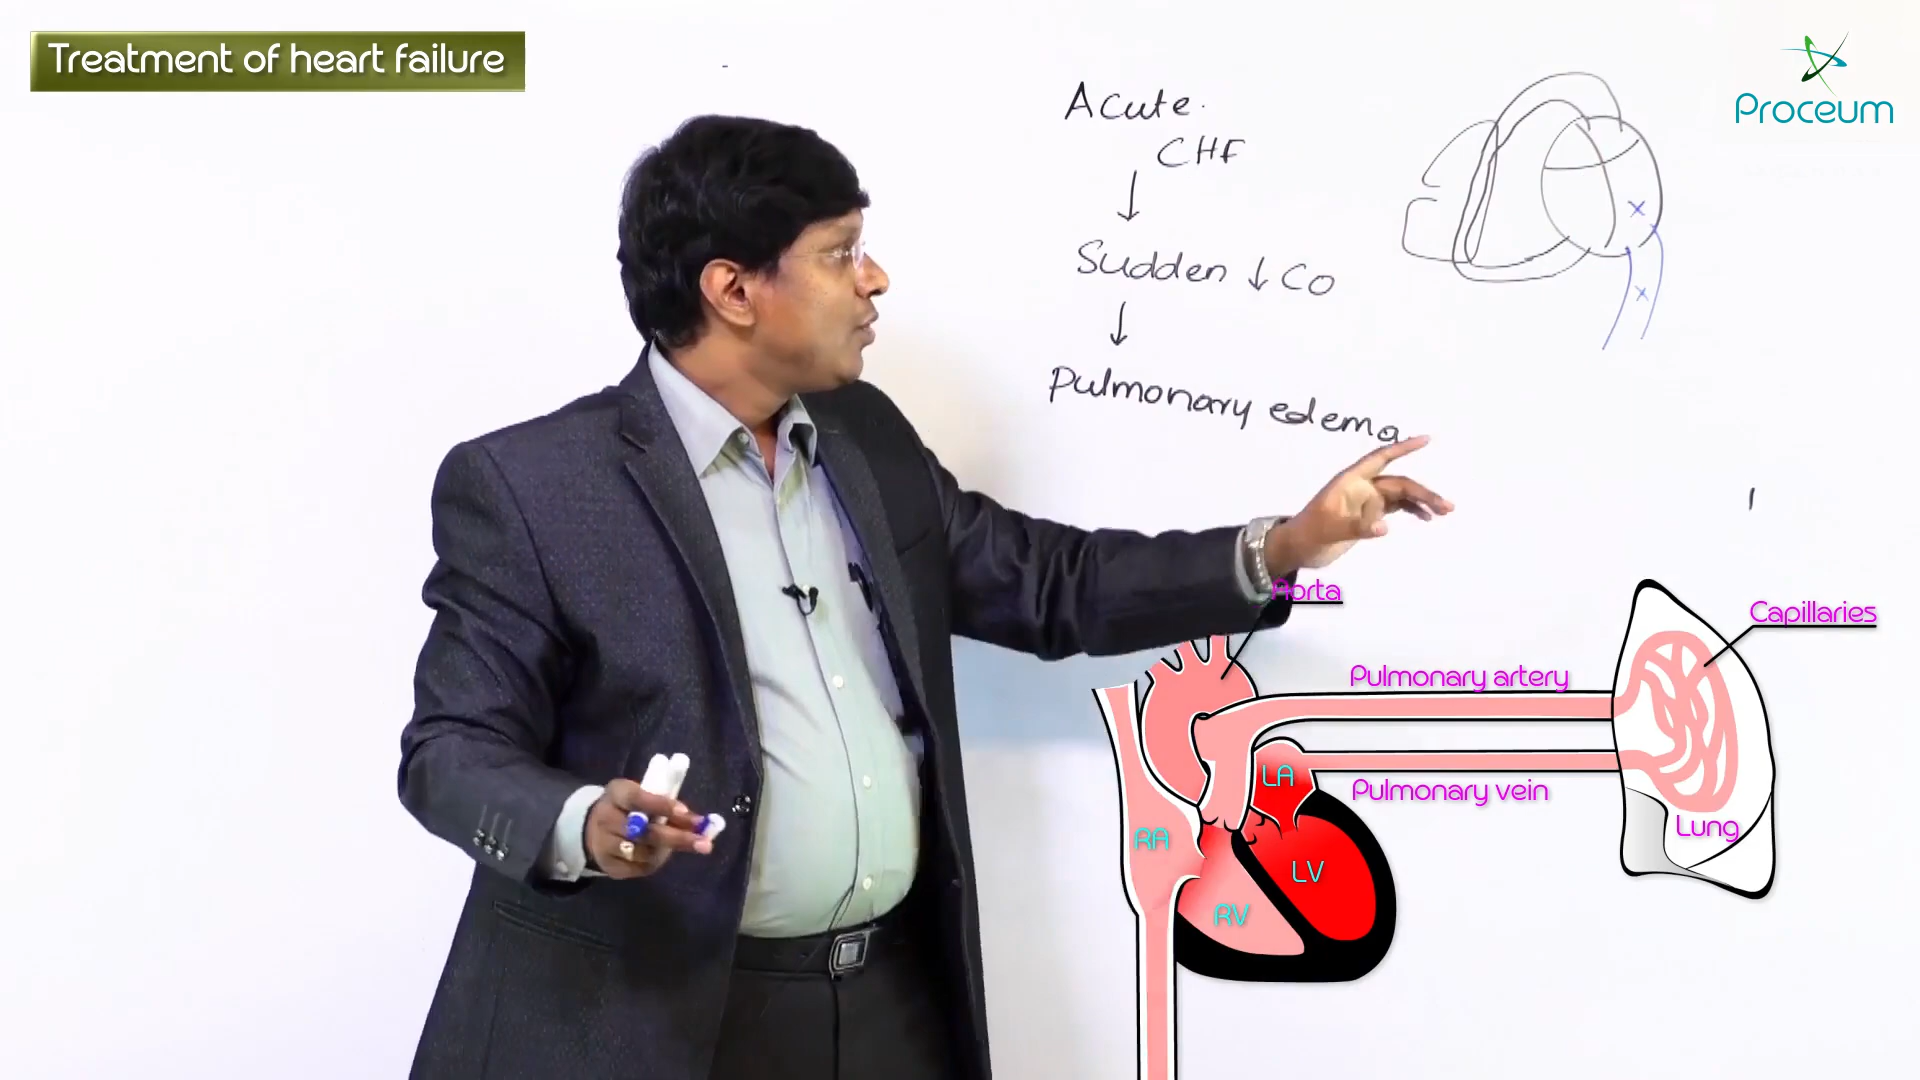 Treatment of heart failure
Proceum
Acute.
CHF
↓
Sudden ↓ CO
↓
Pulmonary edema
Aorta
Capillaries
Pulmonary artery
LA
Pulmonary vein
Lung
RA
LV
RV